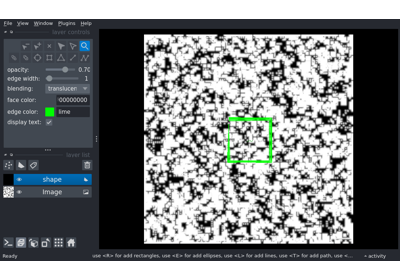 File View Window Plugins Help
layer controls
opacity: 0.70
edge width: 1
blending: translucen
face color: 00000000
edge color: lime
display text:
layer list
shape
Image
Ready use <R> for add rectangles, use <E> for add ellipses, use <L> for add lines, use <T> for add path, use <... activity